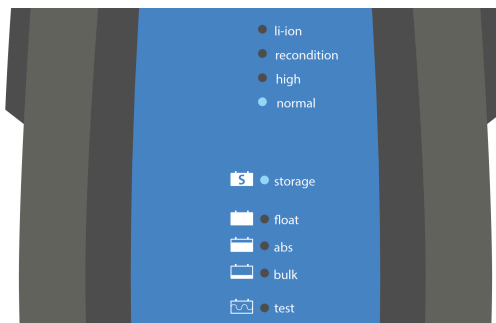 li-ion
recondition
high
normal
S storage
float
abs
bulk
test